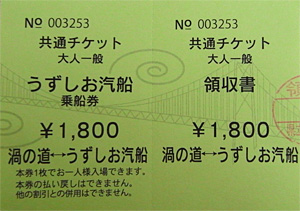 No 003253
共通チケット
大人一般
うずしお汽船
乗船券
￥1,800
渦の道↔うずしお汽船
本券1枚でお一人様入場できます。
本券の払い戻しはできません。
他の割引との併用はできません。
No 003253
共通チケット
大人一般
領収書
￥1,800
渦の道↔うずしお汽船